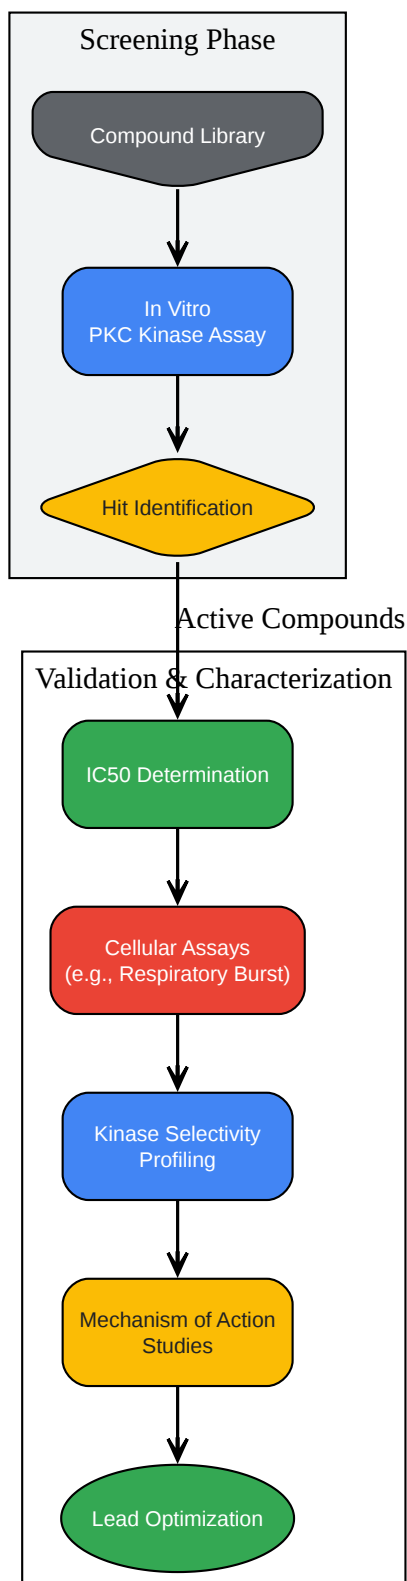 Screening Phase
Compound Library
In Vitro
PKC Kinase Assay
Hit Identification
Active Compounds
Validation & Characterization
IC50 Determination
Cellular Assays
(e.g., Respiratory Burst)
Kinase Selectivity
Profiling
Mechanism of Action
Studies
Lead Optimization